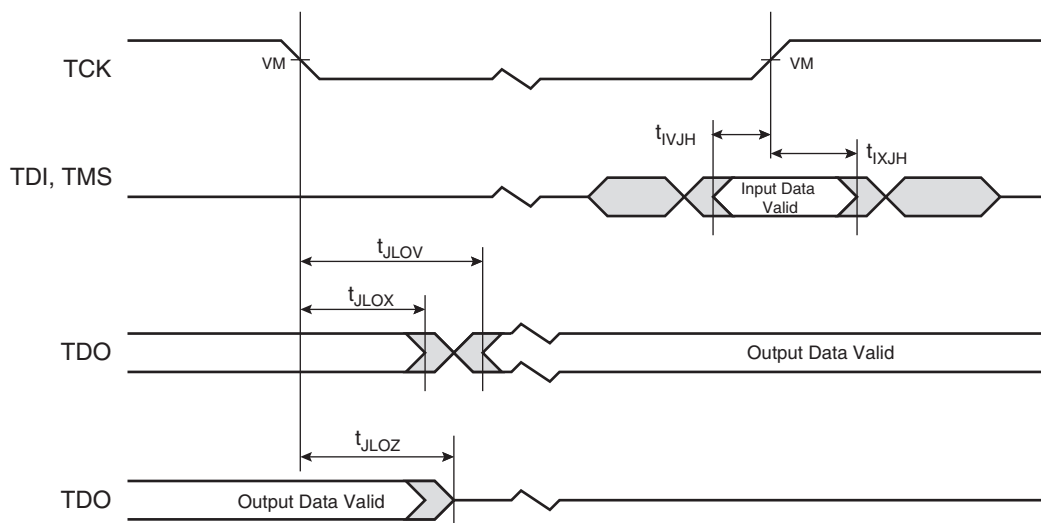 TCK
VM
VM
t_IVJH
t_IXJH
TDI, TMS
Input Data
Valid
t_JLOV
t_JLOX
TDO
Output Data Valid
t_JLOZ
TDO
Output Data Valid